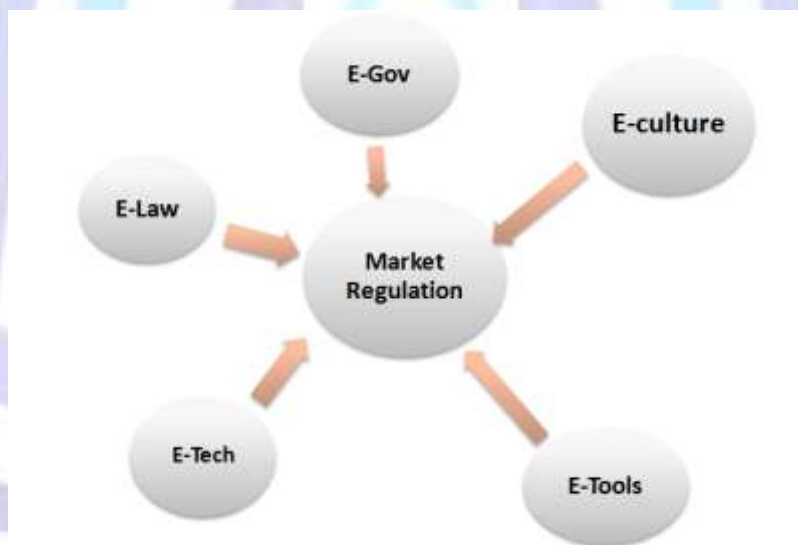 E-Gov
E-culture
E-Law
Market
Regulation
E-Tech
E-Tools